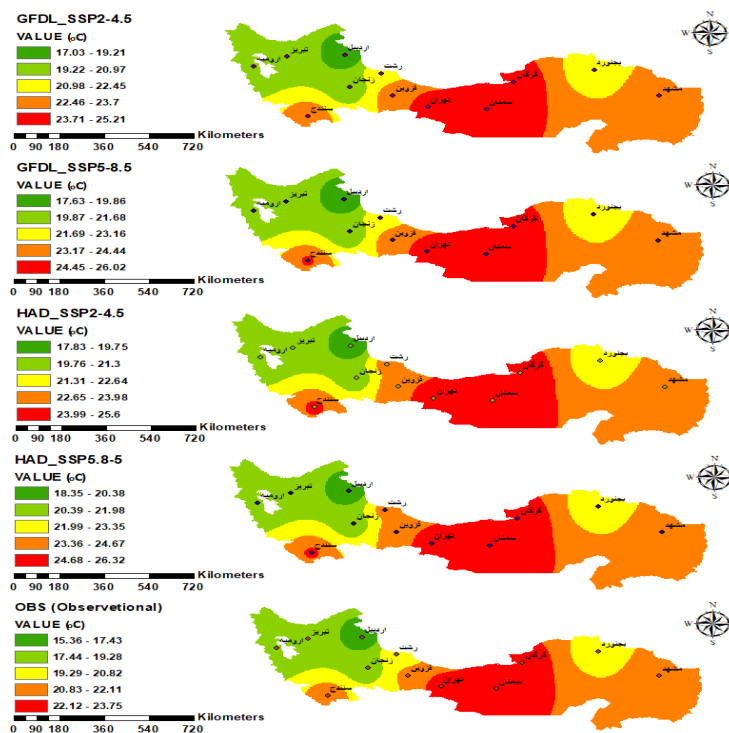 GFDL_SSP2-4.5
VALUE (oC)
17.03 - 19.21
19.22 - 20.97
20.98 - 22.45
22.46 - 23.7
23.71 - 25.21
Kilometers
0 90 180 360 540 720
اردبیل
تبریز
ارومیه
رشت
زنجان
قزوین
سنندج
تهران
سمنان
گرگان
بجنورد
مشهد
N
W E
S
GFDL_SSP5-8.5
VALUE (oC)
17.63 - 19.86
19.87 - 21.68
21.69 - 23.16
23.17 - 24.44
24.45 - 26.02
Kilometers
0 90 180 360 540 720
اردبیل
تبریز
ارومیه
رشت
زنجان
قزوین
سنندج
تهران
سمنان
گرگان
بجنورد
مشهد
N
W E
S
HAD_SSP2-4.5
VALUE (oC)
17.83 - 19.75
19.76 - 21.3
21.31 - 22.64
22.65 - 23.98
23.99 - 25.6
Kilometers
0 90 180 360 540 720
اردبیل
تبریز
ارومیه
رشت
زنجان
قزوین
سنندج
تهران
سمنان
گرگان
بجنورد
مشهد
N
W E
S
HAD_SSP5.8-5
VALUE (oC)
18.35 - 20.38
20.39 - 21.98
21.99 - 23.35
23.36 - 24.67
24.68 - 26.32
Kilometers
0 90 180 360 540 720
اردبیل
تبریز
ارومیه
رشت
زنجان
قزوین
سنندج
تهران
سمنان
گرگان
بجنورد
مشهد
N
W E
S
OBS (Observetional)
VALUE (oC)
15.36 - 17.43
17.44 - 19.28
19.29 - 20.82
20.83 - 22.11
22.12 - 23.75
Kilometers
0 90 180 360 540 720
اردبیل
تبریز
ارومیه
رشت
زنجان
قزوین
سنندج
تهران
سمنان
گرگان
بجنورد
مشهد
N
W E
S